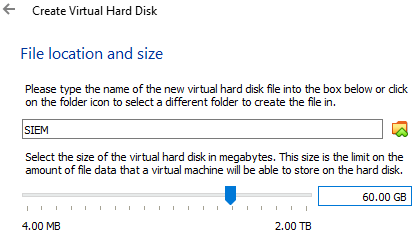 Create Virtual Hard Disk
File location and size
Please type the name of the new virtual hard disk file into the box below or click
on the folder icon to select a different folder to create the file in.
SIEM
Select the size of the virtual hard disk in megabytes. This size is the limit on the
amount of file data that a virtual machine will be able to store on the hard disk.
60.00 GB
4.00 MB 2.00 TB